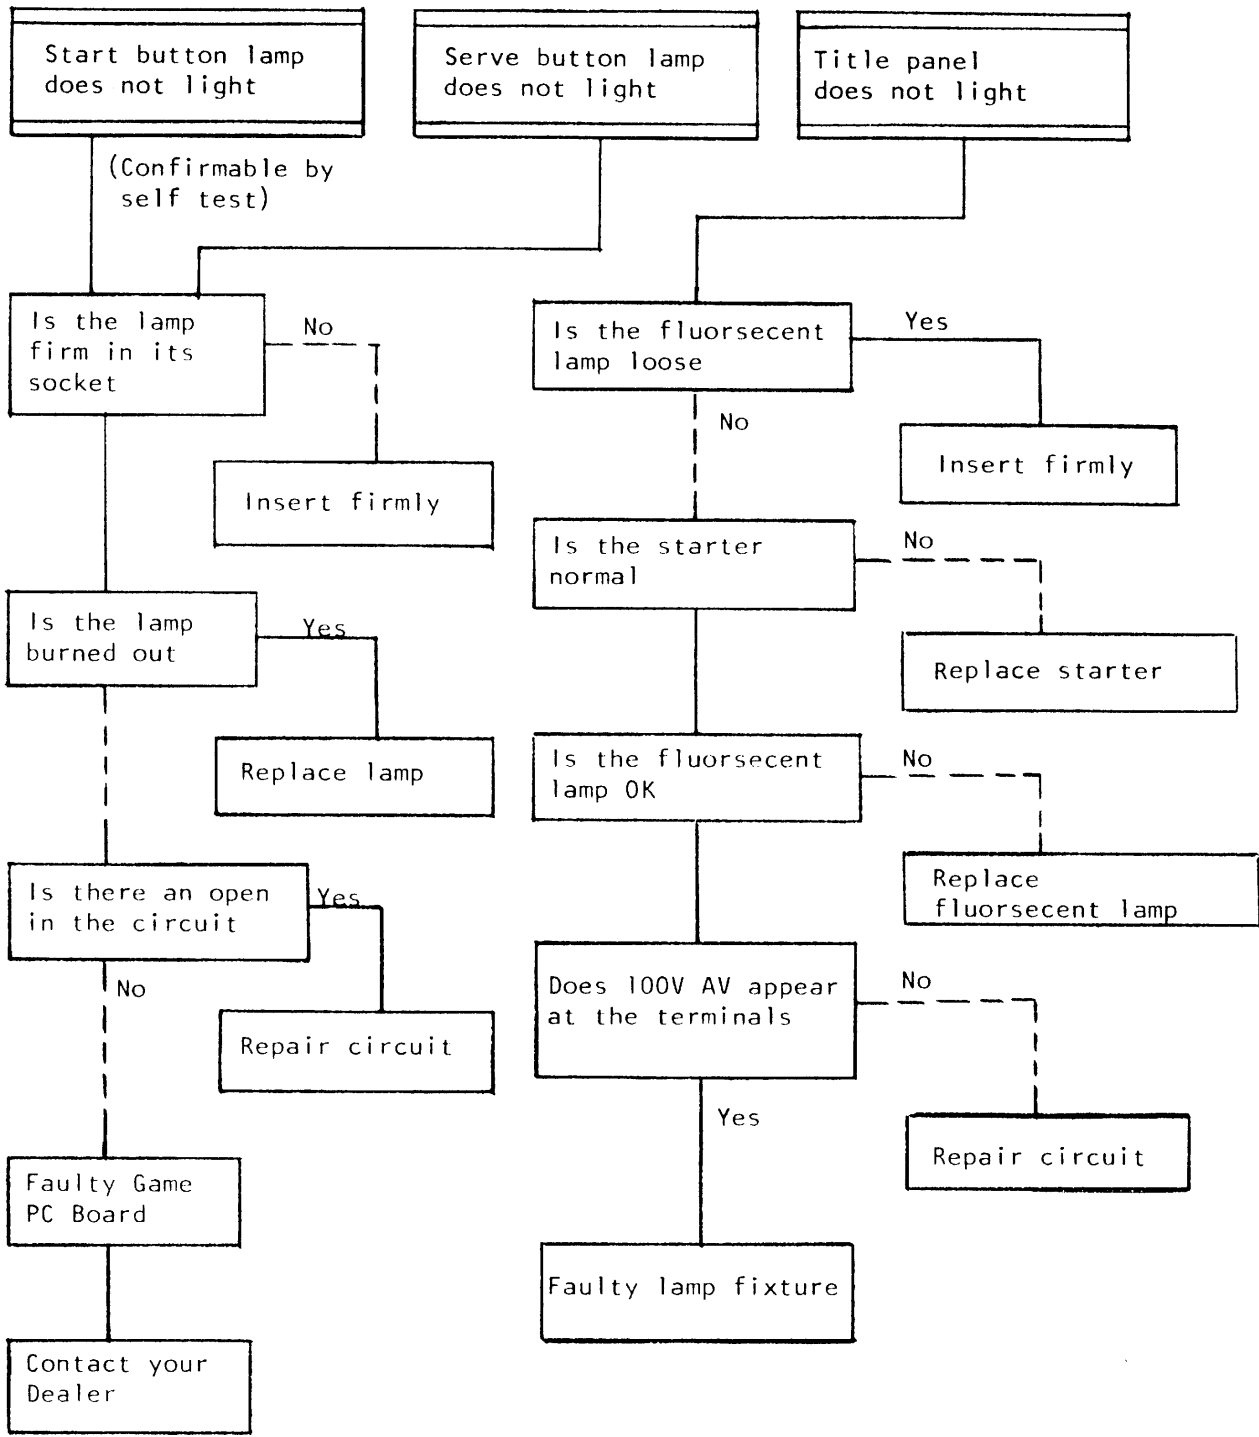 Start button lamp
does not light
Serve button lamp
does not light
Title panel
does not light
(Confirmable by
self test)
Is the lamp
firm in its
socket
No
Insert firmly
Is the lamp
burned out
Yes
Replace lamp
Is there an open
in the circuit
Yes
Repair circuit
No
Faulty Game
PC Board
Contact your
Dealer
Is the fluorsecent
lamp loose
Yes
Insert firmly
No
Is the starter
normal
No
Replace starter
Is the fluorsecent
lamp OK
No
Replace
fluorsecent lamp
Does 100V AV appear
at the terminals
No
Repair circuit
Yes
Faulty lamp fixture